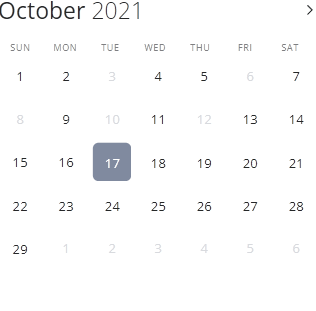 October 2021 >
SUN MON TUE WED THU FRI SAT
1 2 3 4 5 6 7
8 9 10 11 12 13 14
15 16 17 18 19 20 21
22 23 24 25 26 27 28
29 1 2 3 4 5 6